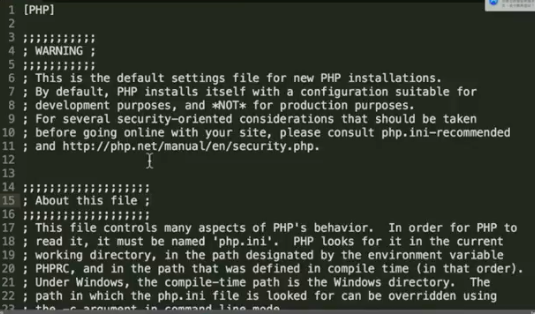 1 [PHP]
2
3 ;;;;;;;;;;;
4 ; WARNING ;
5 ;;;;;;;;;;;
6 ; This is the default settings file for new PHP installations.
7 ; By default, PHP installs itself with a configuration suitable for
8 ; development purposes, and *NOT* for production purposes.
9 ; For several security-oriented considerations that should be taken
10 ; before going online with your site, please consult php.ini-recommended
11 ; and http://php.net/manual/en/security.php.
12
13
14 ;;;;;;;;;;;;;;;;;;;
15 ; About this file ;
16 ;;;;;;;;;;;;;;;;;;;
17 ; This file controls many aspects of PHP's behavior.  In order for PHP to
18 ; read it, it must be named 'php.ini'.  PHP looks for it in the current
19 ; working directory, in the path designated by the environment variable
20 ; PHPRC, and in the path that was defined in compile time (in that order).
21 ; Under Windows, the compile-time path is the Windows directory.  The
22 ; path in which the php.ini file is looked for can be overridden using
23 ; the -c argument in command line mode